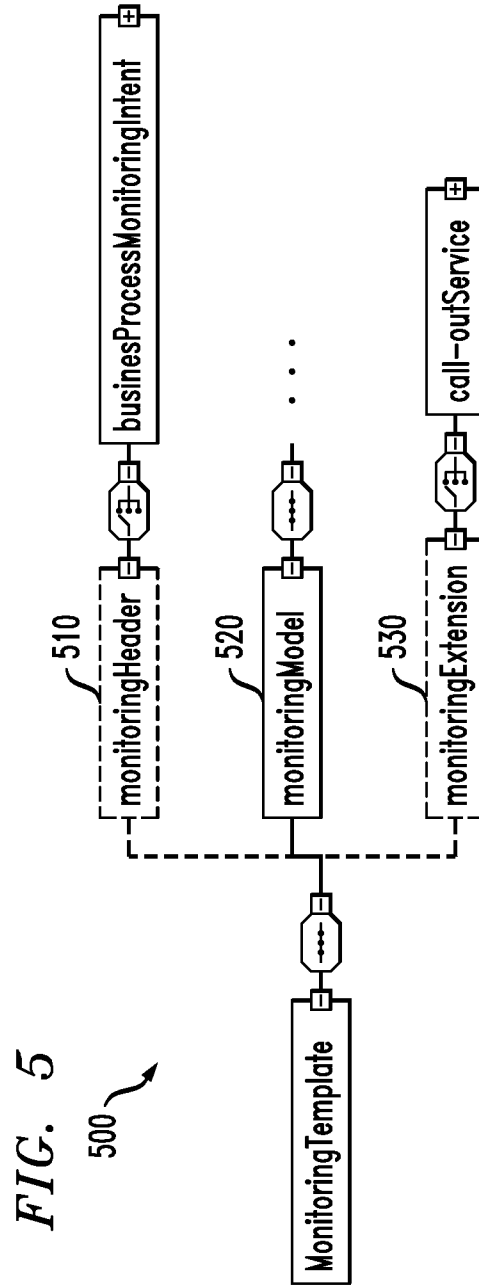 FIG. 5
500
MonitoringTemplate
510
monitoringHeader
businesProcessMonitoringIntent
520
monitoringModel
. . .
530
monitoringExtension
call-outService